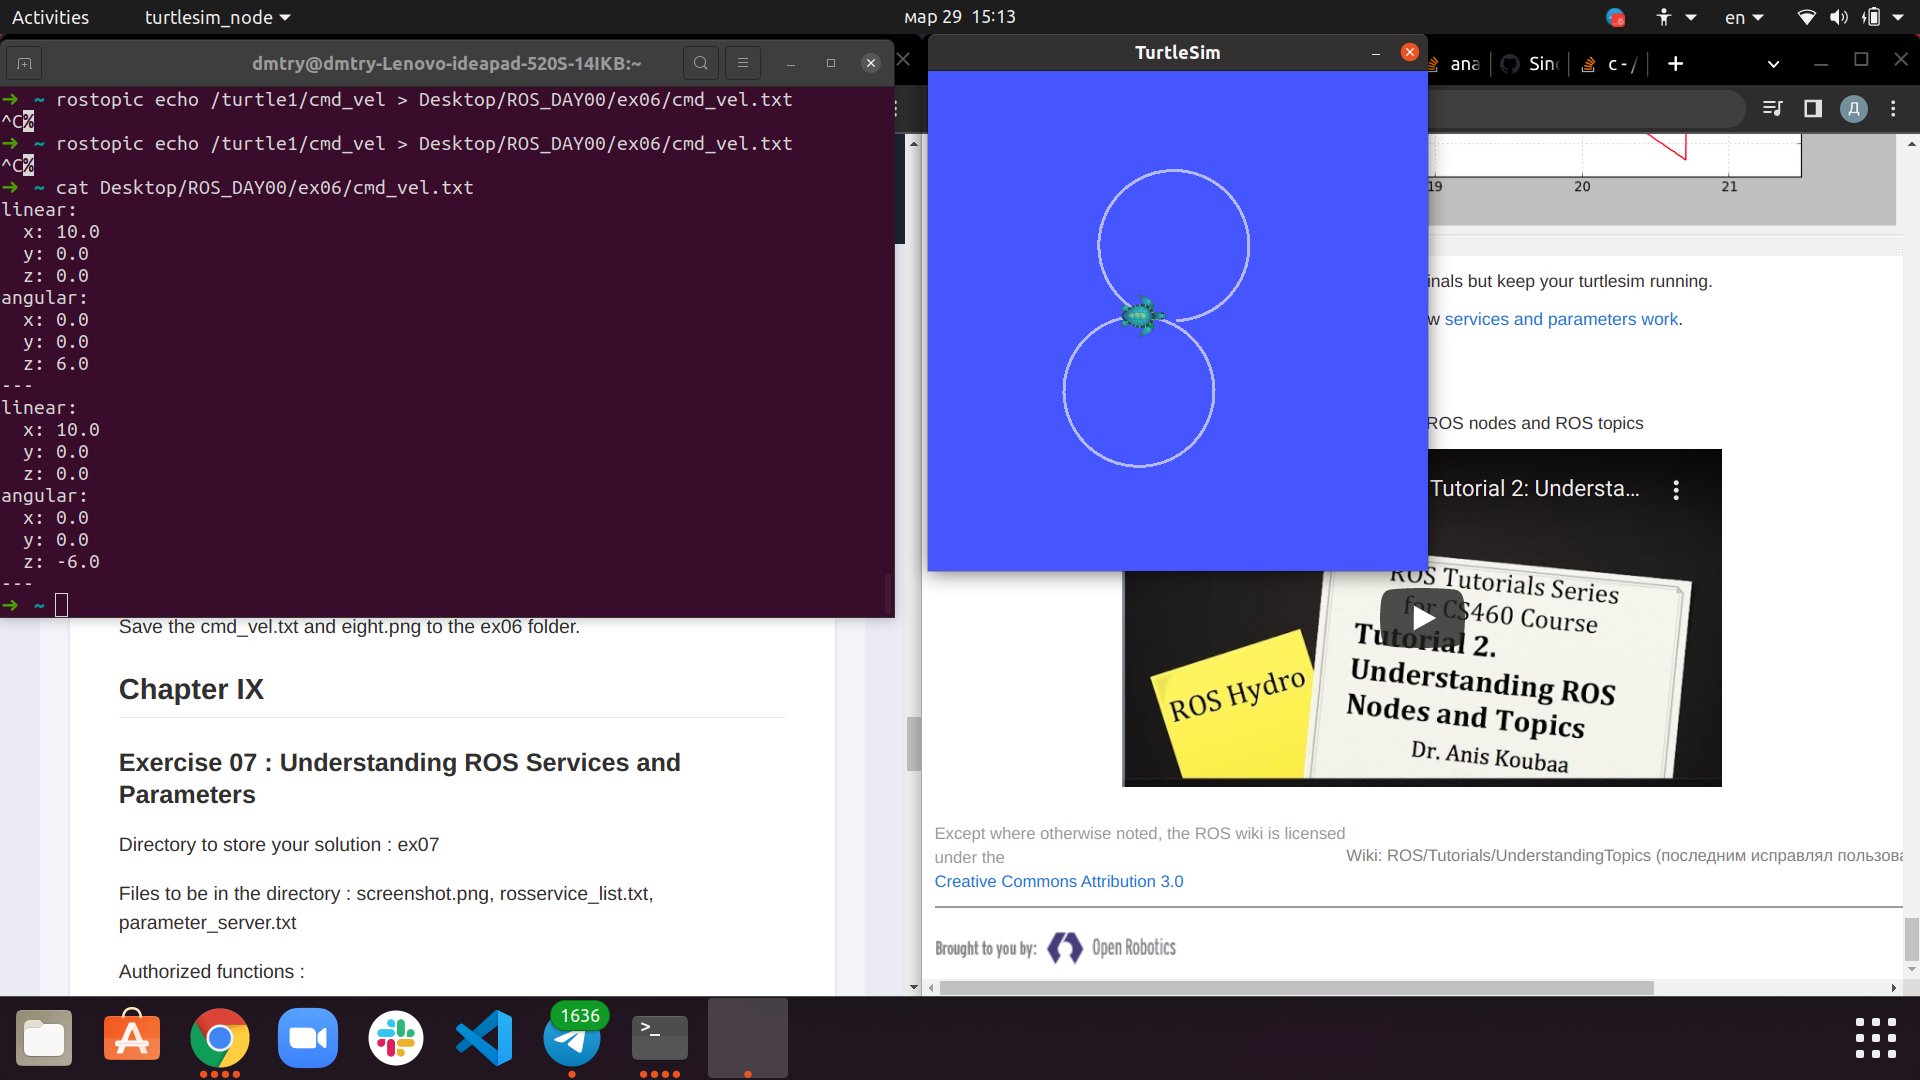 Activities
turtlesim_node
мар 29 15:13
en
dmtry@dmtry-Lenovo-ideapad-520S-14IKB:~
➜ ~ rostopic echo /turtle1/cmd_vel > Desktop/ROS_DAY00/ex06/cmd_vel.txt
^C%
➜ ~ rostopic echo /turtle1/cmd_vel > Desktop/ROS_DAY00/ex06/cmd_vel.txt
^C%
➜ ~ cat Desktop/ROS_DAY00/ex06/cmd_vel.txt
linear:
x: 10.0
y: 0.0
z: 0.0
angular:
x: 0.0
y: 0.0
z: 6.0
---
linear:
x: 10.0
y: 0.0
z: 0.0
angular:
x: 0.0
y: 0.0
z: -6.0
---
➜ ~
Save the cmd_vel.txt and eight.png to the ex06 folder.
Chapter IX
Exercise 07 : Understanding ROS Services and
Parameters
Directory to store your solution : ex07
Files to be in the directory : screenshot.png, rosservice_list.txt,
parameter_server.txt
Authorized functions :
TurtleSim
ana
Sin
c - /
Д
19 20 21
inals but keep your turtlesim running.
w services and parameters work.
ROS nodes and ROS topics
Tutorial 2: Understa...
ROS Tutorials Series
for CS460 Course
Tutorial 2.
Understanding ROS
Nodes and Topics
Dr. Anis Koubaa
ROS Hydro
Except where otherwise noted, the ROS wiki is licensed
under the
Creative Commons Attribution 3.0
Wiki: ROS/Tutorials/UnderstandingTopics (последним исправлял пользова
Brought to you by: Open Robotics
1636
>_